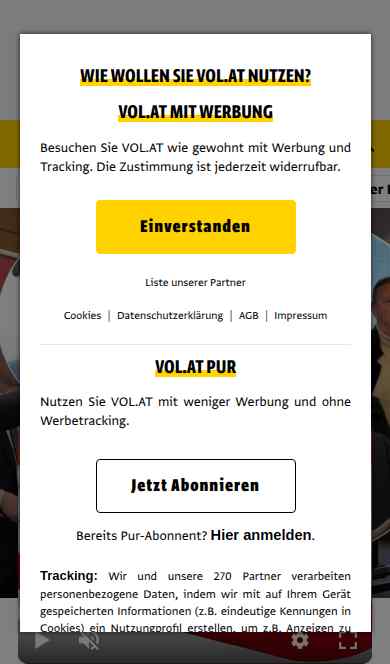 WIE WOLLEN SIE VOL.AT NUTZEN?
VOL.AT MIT WERBUNG
Besuchen Sie VOL.AT wie gewohnt mit Werbung und
Tracking. Die Zustimmung ist jederzeit widerrufbar.
Einverstanden
Liste unserer Partner
Cookies | Datenschutzerklärung | AGB | Impressum
VOL.AT PUR
Nutzen Sie VOL.AT mit weniger Werbung und ohne
Werbetracking.
Jetzt Abonnieren
Bereits Pur-Abonnent? Hier anmelden.
Tracking: Wir und unsere 270 Partner verarbeiten
personenbezogene Daten, indem wir mit auf Ihrem Gerät
gespeicherten Informationen (z.B. eindeutige Kennungen in
Cookies) ein Nutzungprofil erstellen, um z.B. Anzeigen zu